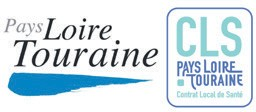 Pays Loire
Touraine
CLS
PAYS LOIRE
TOURAINE
Contrat Local de Santé